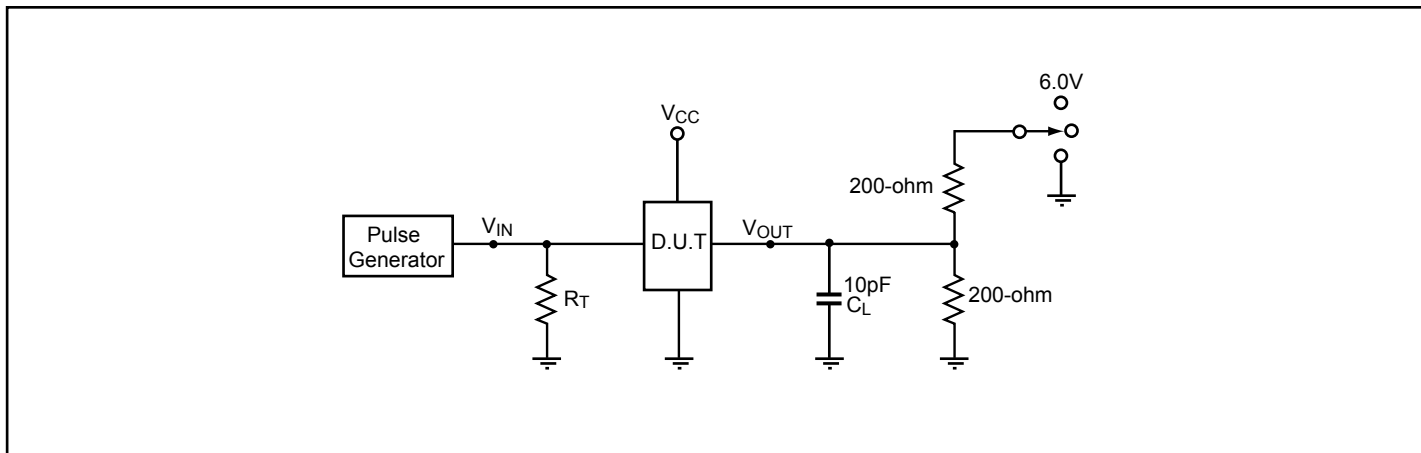 6.0V
VCC
200-ohm
Pulse
Generator
VIN
D.U.T
VOUT
RT
10pF
CL
200-ohm